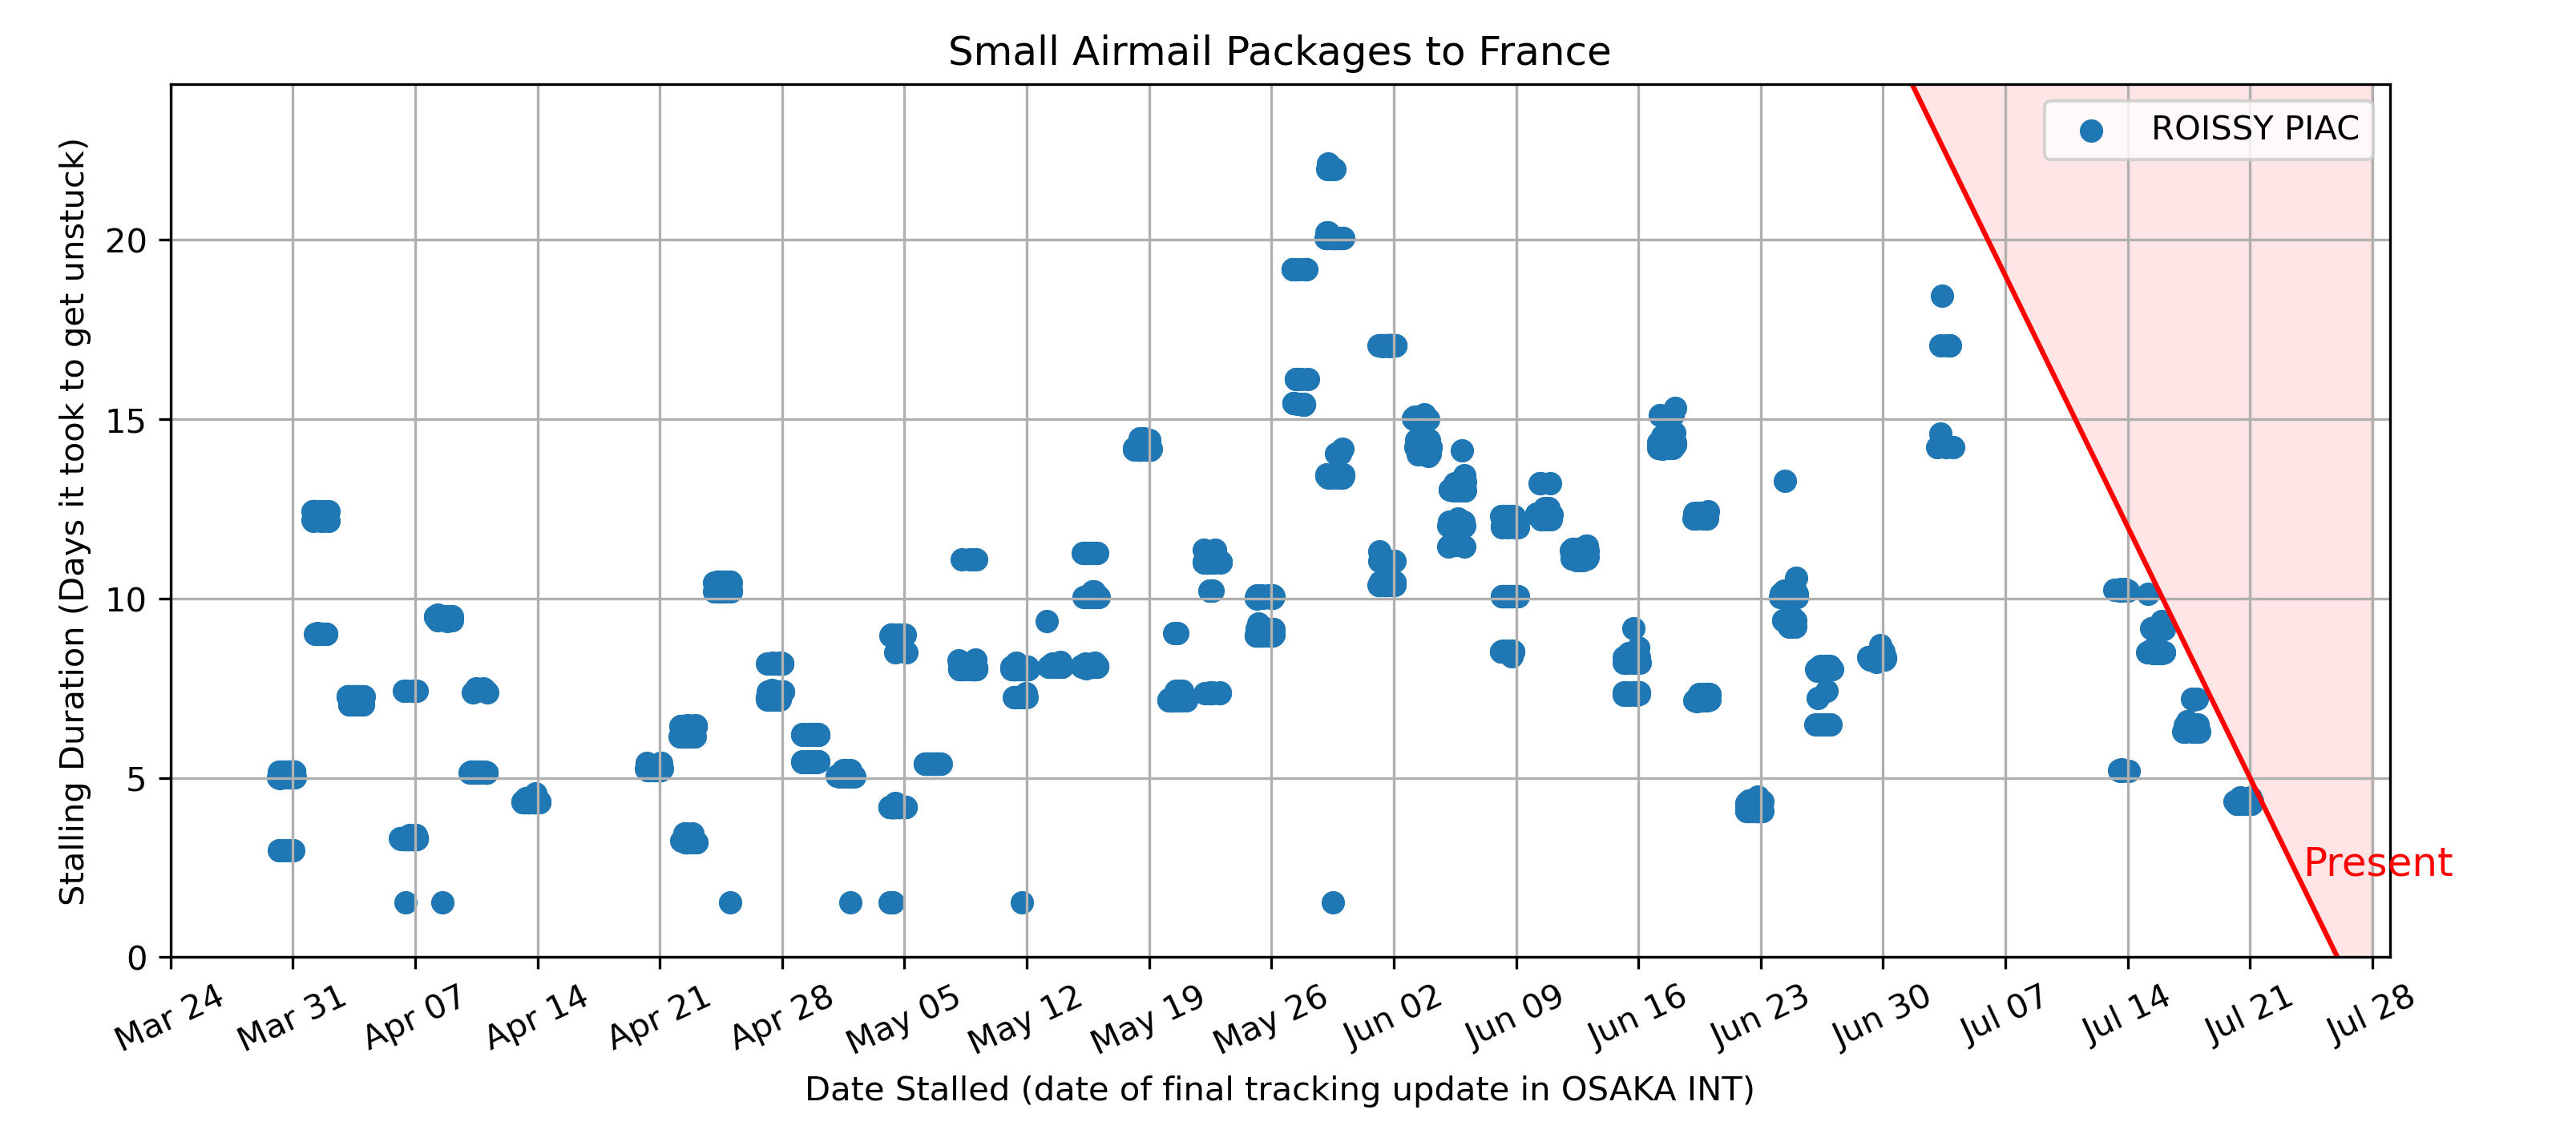 Small Airmail Packages to France
ROISSY PIAC
Stalling Duration (Days it took to get unstuck)
20
15
10
5
0
Present
Mar 24 Mar 31 Apr 07 Apr 14 Apr 21 Apr 28 May 05 May 12 May 19 May 26 Jun 02 Jun 09 Jun 16 Jun 23 Jun 30 Jul 07 Jul 14 Jul 21 Jul 28
Date Stalled (date of final tracking update in OSAKA INT)